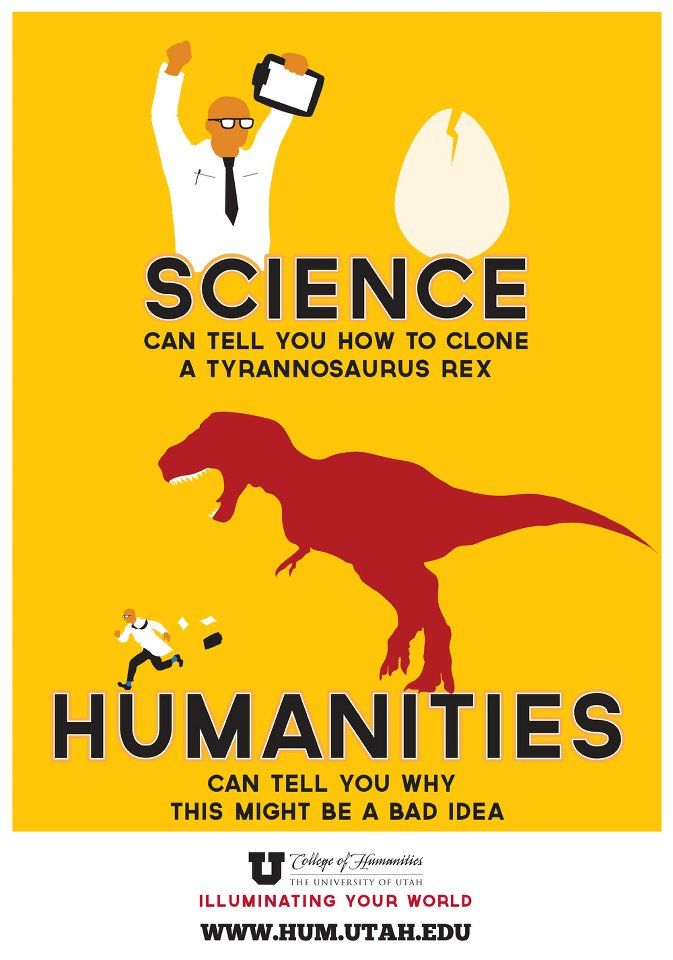 SCIENCE
CAN TELL YOU HOW TO CLONE
A TYRANNOSAURUS REX
HUMANITIES
CAN TELL YOU WHY
THIS MIGHT BE A BAD IDEA
U College of Humanities
THE UNIVERSITY OF UTAH
ILLUMINATING YOUR WORLD
WWW.HUM.UTAH.EDU